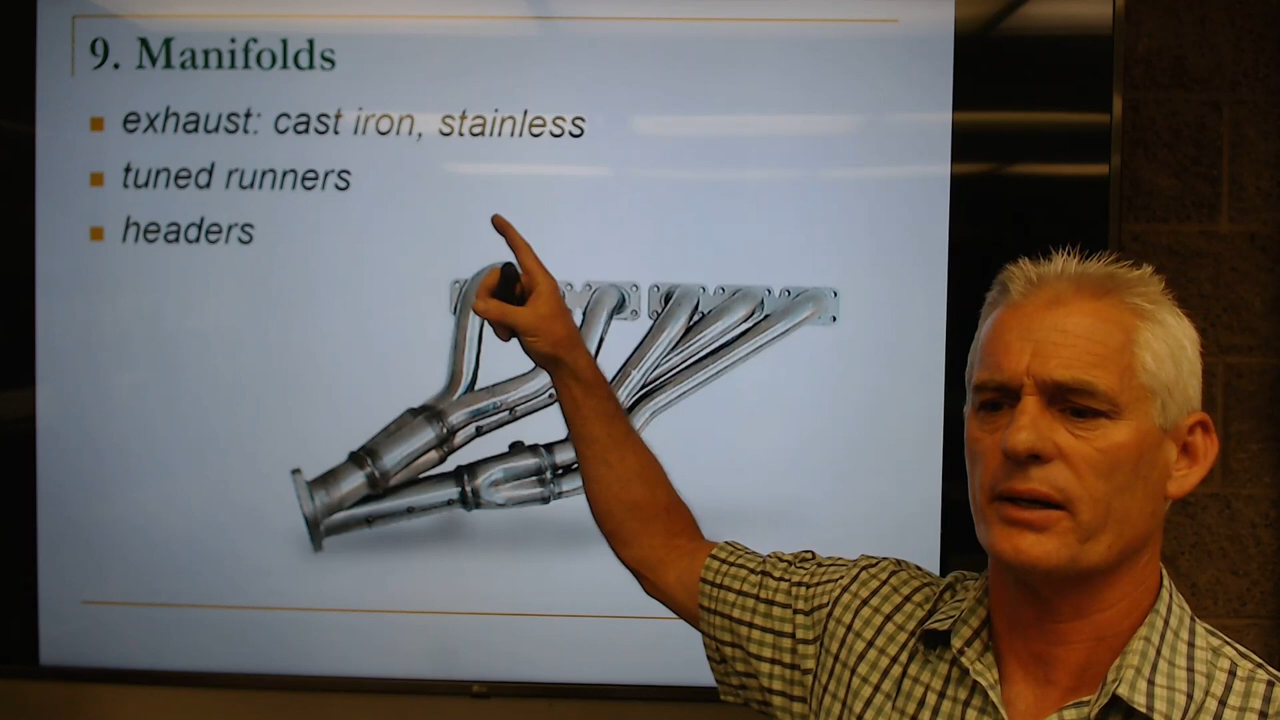 9. Manifolds
exhaust: cast iron, stainless
tuned runners
headers